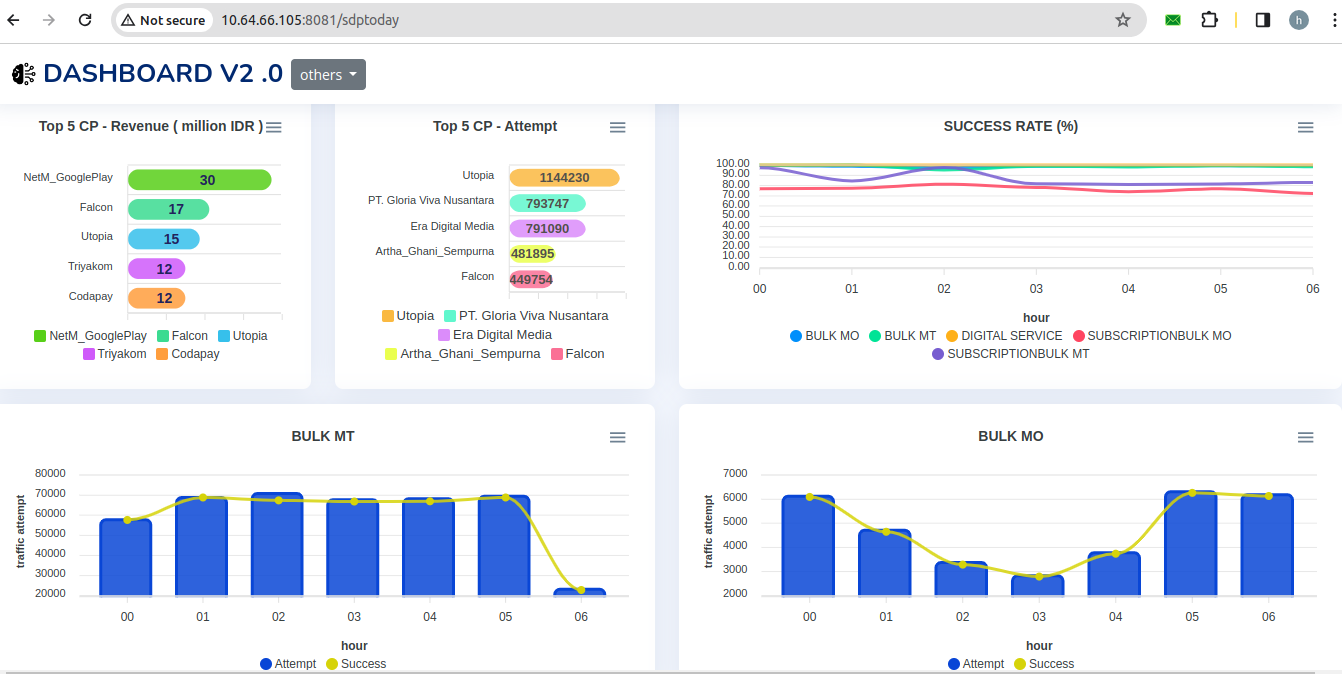 Not secure 10.64.66.105:8081/sdptoday h
DASHBOARD V2 .0 others
Top 5 CP - Revenue ( million IDR )
NetM_GooglePlay 30
Falcon 17
Utopia 15
Triyakom 12
Codapay 12
NetM_GooglePlay Falcon Utopia
Triyakom Codapay
Top 5 CP - Attempt
Utopia 1144230
PT. Gloria Viva Nusantara 793747
Era Digital Media 791090
Artha_Ghani_Sempurna 481895
Falcon 449754
Utopia PT. Gloria Viva Nusantara
Era Digital Media
Artha_Ghani_Sempurna Falcon
SUCCESS RATE (%)
100.00
90.00
80.00
70.00
60.00
50.00
40.00
30.00
20.00
10.00
0.00
00 01 02 03 04 05 06
hour
BULK MO BULK MT DIGITAL SERVICE SUBSCRIPTIONBULK MO
SUBSCRIPTIONBULK MT
BULK MT
traffic attempt
80000
70000
60000
50000
40000
30000
20000
00 01 02 03 04 05 06
hour
Attempt Success
BULK MO
traffic attempt
7000
6000
5000
4000
3000
2000
00 01 02 03 04 05 06
hour
Attempt Success